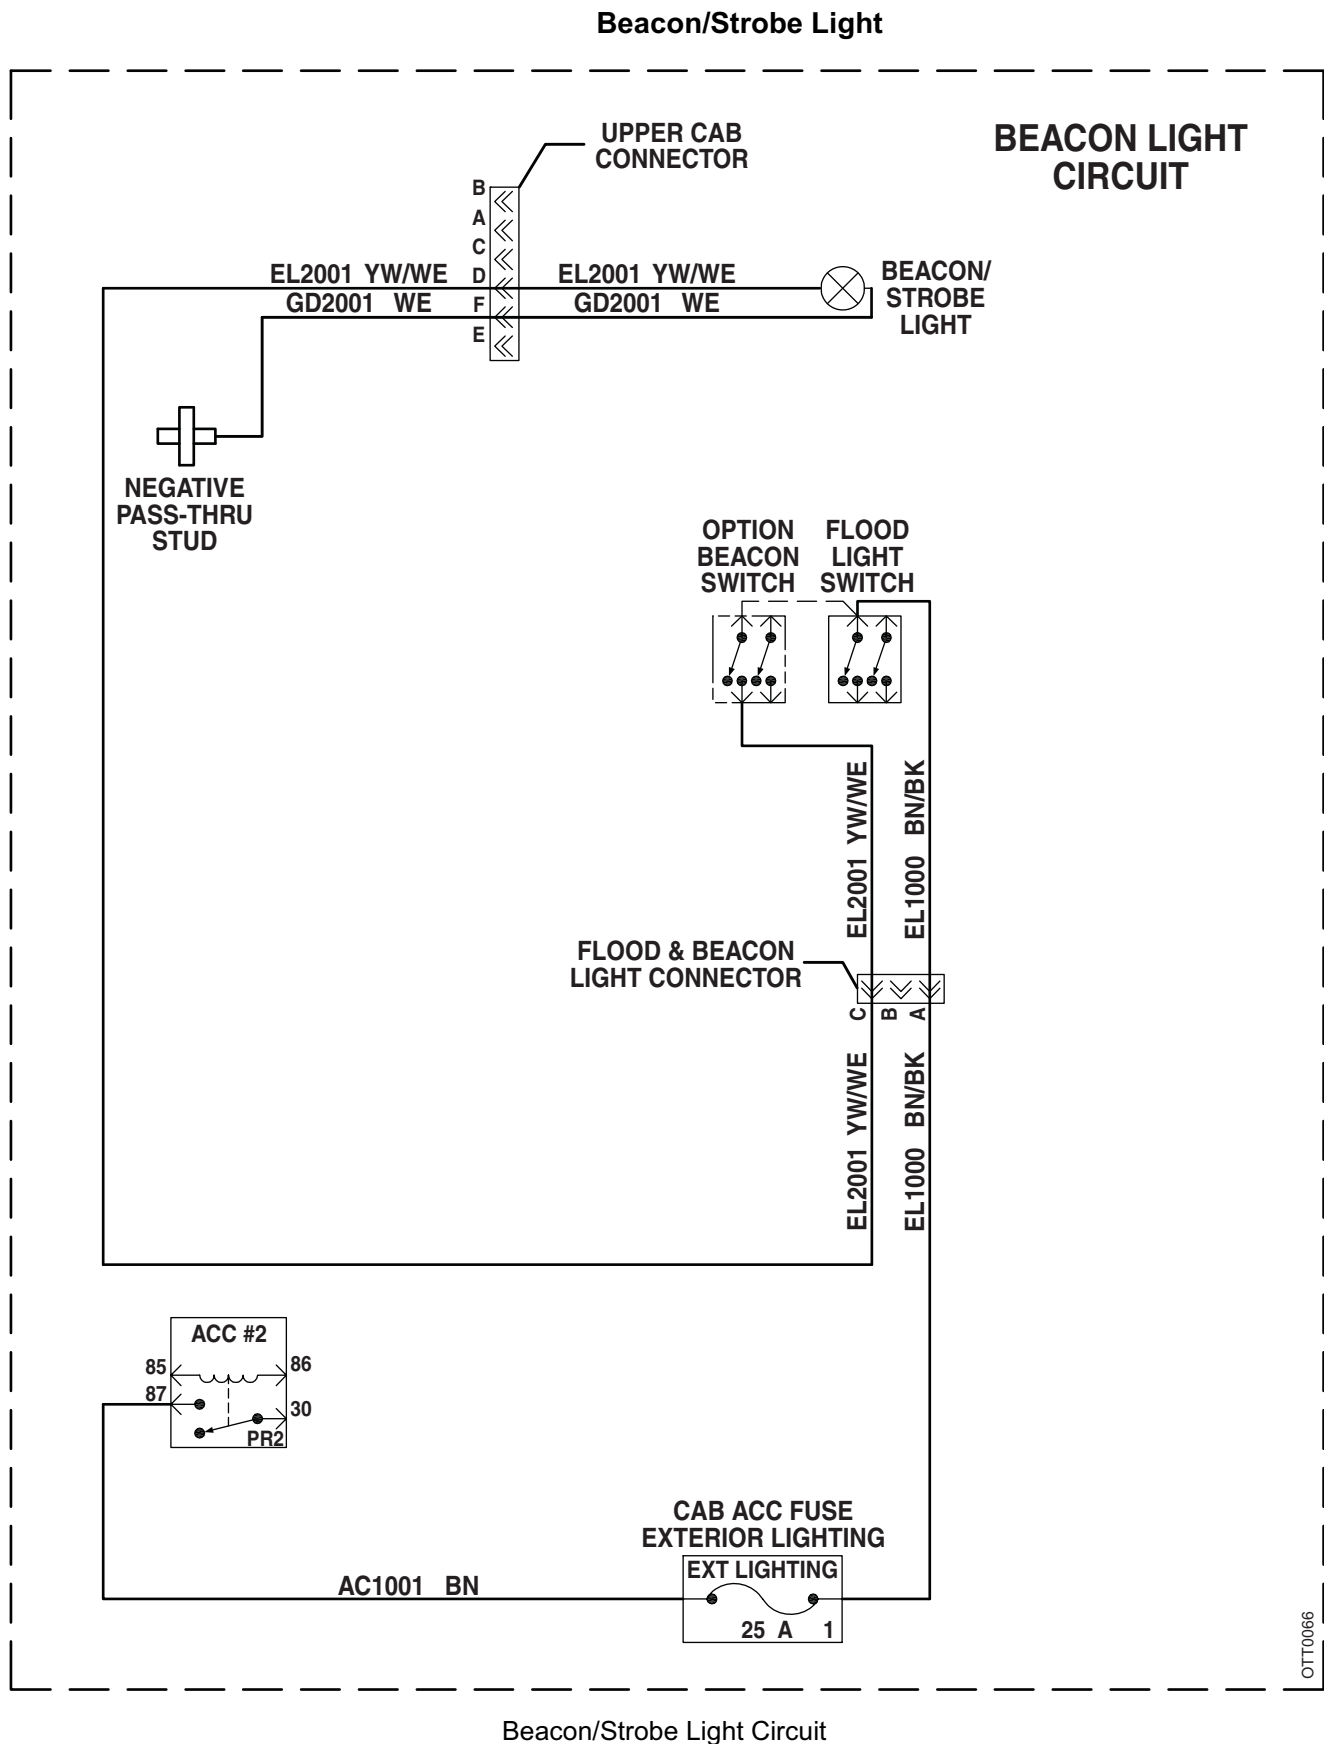 Beacon/Strobe Light
BEACON LIGHT
CIRCUIT
UPPER CAB
CONNECTOR
B
A
C
D
F
E
EL2001 YW/WE
GD2001 WE
EL2001 YW/WE
GD2001 WE
BEACON/
STROBE
LIGHT
NEGATIVE
PASS-THRU
STUD
OPTION
BEACON
SWITCH
FLOOD
LIGHT
SWITCH
EL2001 YW/WE
EL1000 BN/BK
FLOOD & BEACON
LIGHT CONNECTOR
C
B
A
EL2001 YW/WE
EL1000 BN/BK
ACC #2
85
86
87
30
PR2
CAB ACC FUSE
EXTERIOR LIGHTING
EXT LIGHTING
25 A 1
AC1001 BN
OTT0066
Beacon/Strobe Light Circuit